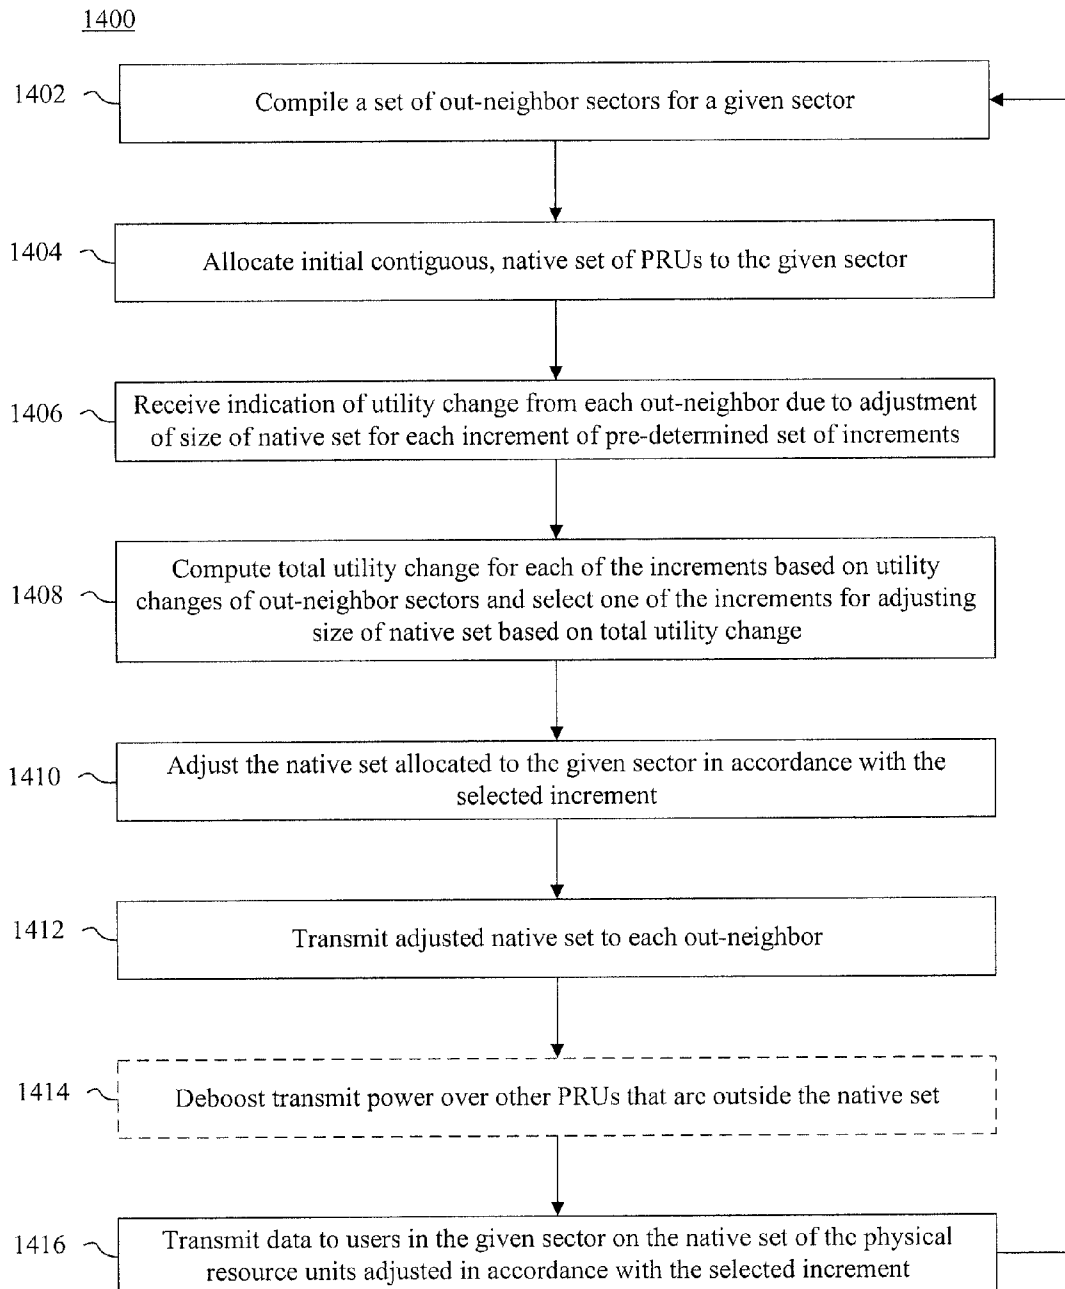 1400
1402
Compile a set of out-neighbor sectors for a given sector
1404
Allocate initial contiguous, native set of PRUs to the given sector
1406
Receive indication of utility change from each out-neighbor due to adjustment
of size of native set for each increment of pre-determined set of increments
1408
Compute total utility change for each of the increments based on utility
changes of out-neighbor sectors and select one of the increments for adjusting
size of native set based on total utility change
1410
Adjust the native set allocated to the given sector in accordance with the
selected increment
1412
Transmit adjusted native set to each out-neighbor
1414
Deboost transmit power over other PRUs that are outside the native set
1416
Transmit data to users in the given sector on the native set of the physical
resource units adjusted in accordance with the selected increment